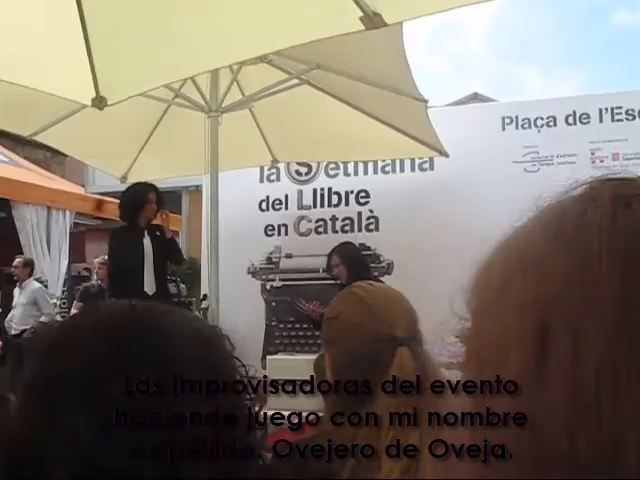 Plaça de l'Esc
la Setmana
del Llibre
en Català
Las improvisadoras del evento
haciendo juego con mi nombre
Ovejero de Oveja.